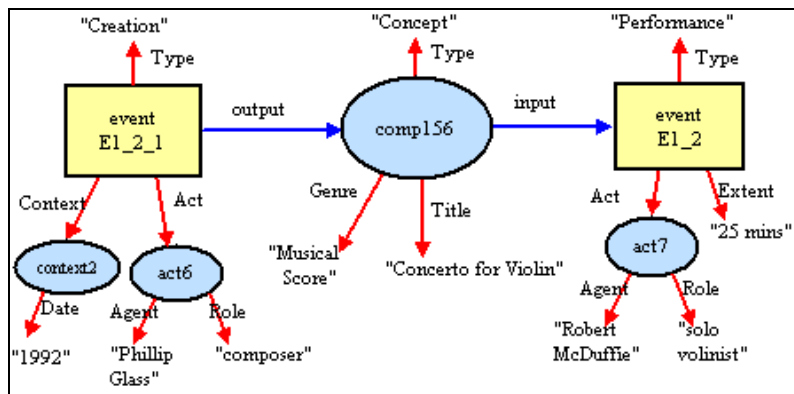 "Creation"
"Concept"
"Performance"
Type
Type
Type
event
E1_2_1
output
comp156
input
event
E1_2
Context
Act
Genre
Title
Act
Extent
"Musical
Score"
"Concerto for Violin"
"25 mins"
context2
act6
act7
Date
Agent
Role
Agent
Role
"1992"
"Phillip
Glass"
"composer"
"Robert
McDuffie"
"solo
volinist"